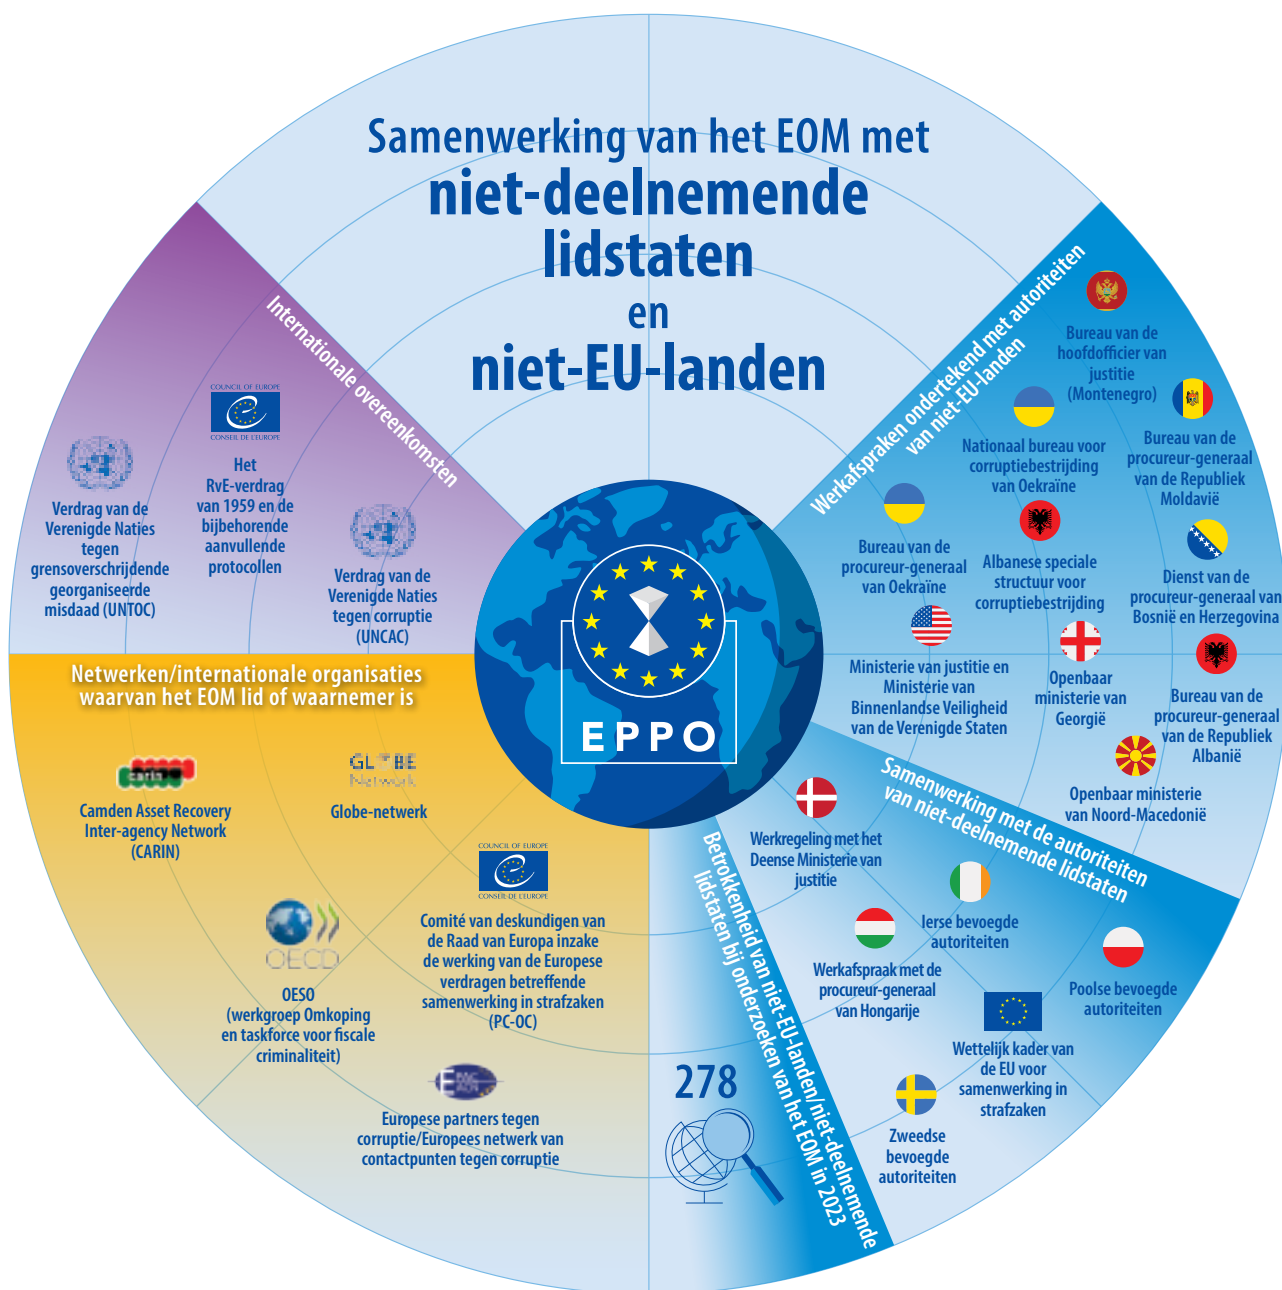 Samenwerking van het EOM met
niet-deelnemende
lidstaten
en
niet-EU-landen
Internationale overeenkomsten
COUNCIL OF EUROPE
CONSEIL DE L'EUROPE
Het
RvE-verdrag
van 1959 en de
bijbehorende
aanvullende
protocollen
Verdrag van de
Verenigde Naties
tegen
grensoverschrijdende
georganiseerde
misdaad (UNTOC)
Verdrag van de
Verenigde Naties
tegen corruptie
(UNCAC)
Werkafspraken ondertekend met autoriteiten
van niet-EU-landen
Bureau van de
hoofdofficier van
justitie
(Montenegro)
Nationaal bureau voor
corruptiebestrijding
van Oekraïne
Bureau van de
procureur-generaal
van de Republiek
Moldavië
Bureau van de
procureur-generaal
van Oekraïne
Albanese speciale
structuur voor
corruptiebestrijding
Dienst van de
procureur-generaal van
Bosnië en Herzegovina
Ministerie van justitie en
Ministerie van
Binnenlandse Veiligheid
van de Verenigde Staten
Openbaar
ministerie van
Georgië
Bureau van de
procureur-generaal
van de Republiek
Albanië
Openbaar ministerie
van Noord-Macedonië
EPPO
Netwerken/internationale organisaties
waarvan het EOM lid of waarnemer is
carin
Camden Asset Recovery
Inter-agency Network
(CARIN)
GLOBE
Network
Globe-netwerk
COUNCIL OF EUROPE
CONSEIL DE L'EUROPE
Comité van deskundigen van
de Raad van Europa inzake
de werking van de Europese
verdragen betreffende
samenwerking in strafzaken
(PC-OC)
OECD
OESO
(werkgroep Omkoping
en taskforce voor fiscale
criminaliteit)
Europese partners tegen
corruptie/Europees netwerk van
contactpunten tegen corruptie
Betrokkenheid van niet-EU-landen/niet-deelnemende
lidstaten bij onderzoeken van het EOM in 2023
278
Samenwerking met de autoriteiten
van niet-deelnemende lidstaten
Werkregeling met het
Deense Ministerie van
justitie
Ierse bevoegde
autoriteiten
Werkafspraak met de
procureur-generaal
van Hongarije
Poolse bevoegde
autoriteiten
Wettelijk kader van
de EU voor
samenwerking in
strafzaken
Zweedse
bevoegde
autoriteiten